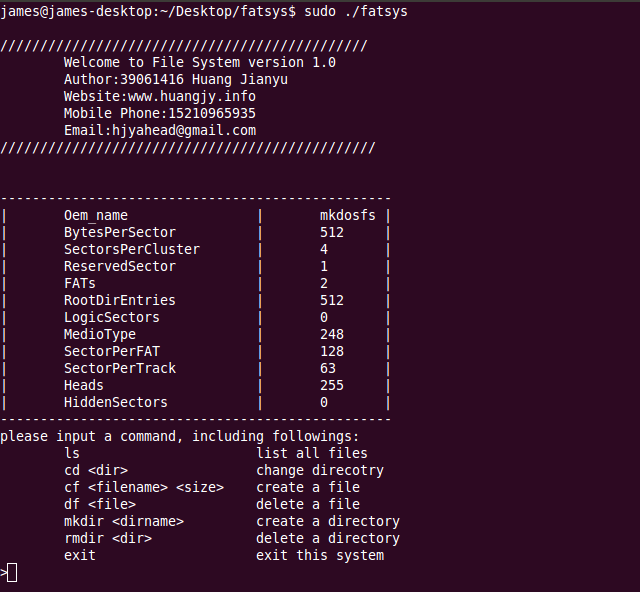 james@james-desktop:~/Desktop/fatsys$ sudo ./fatsys
//////////////////////////////////////////////
Welcome to File System version 1.0
Author:39061416 Huang Jianyu
Website:www.huangjy.info
Mobile Phone:15210965935
Email:hjyahead@gmail.com
///////////////////////////////////////////////
-------------------------------------------------
| Oem_name | mkdosfs |
| BytesPerSector | 512 |
| SectorsPerCluster | 4 |
| ReservedSector | 1 |
| FATs | 2 |
| RootDirEntries | 512 |
| LogicSectors | 0 |
| MedioType | 248 |
| SectorPerFAT | 128 |
| SectorPerTrack | 63 |
| Heads | 255 |
| HiddenSectors | 0 |
-------------------------------------------------
please input a command, including followings:
ls list all files
cd <dir> change direcotry
cf <filename> <size> create a file
df <file> delete a file
mkdir <dirname> create a directory
rmdir <dir> delete a directory
exit exit this system
>